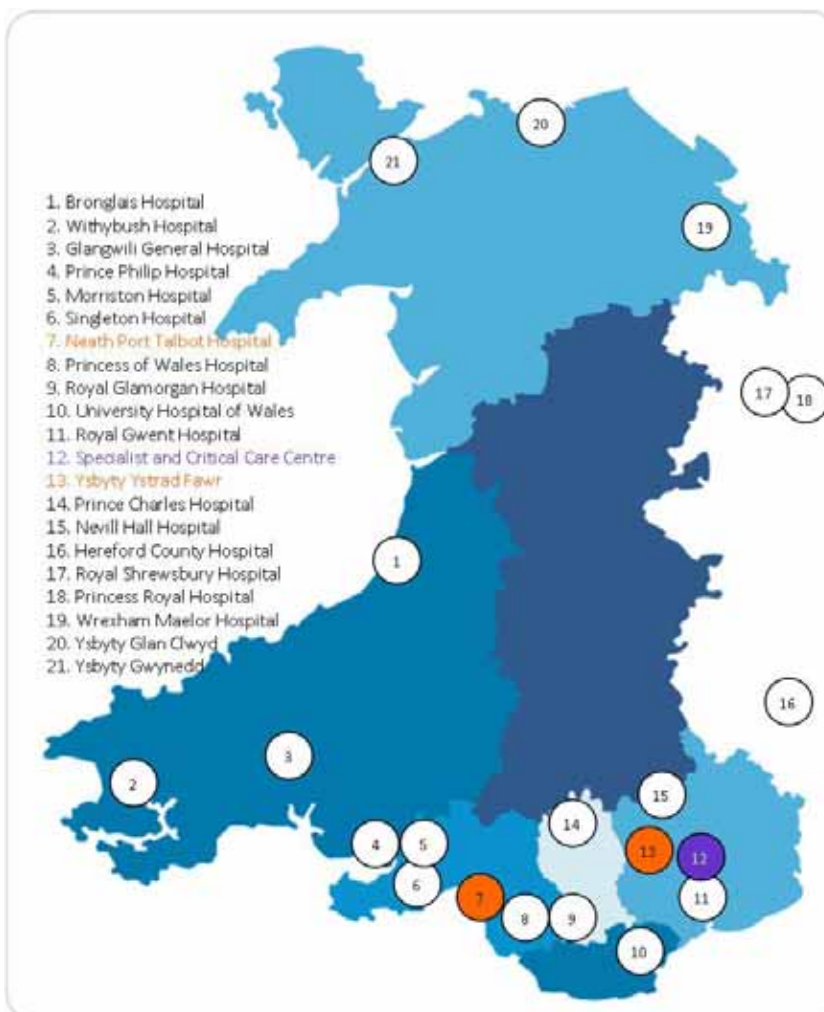 20
21
19
1. Bronglais Hospital
2. Withybush Hospital
3. Glangwili General Hospital
4. Prince Philip Hospital
5. Morriston Hospital
6. Singleton Hospital
7. Neath Port Talbot Hospital
8. Princess of Wales Hospital
9. Royal Glamorgan Hospital
10. University Hospital of Wales
11. Royal Gwent Hospital
12. Specialist and Critical Care Centre
13. Ysbyty Ystrad Fawr
14. Prince Charles Hospital
15. Nevill Hall Hospital
16. Hereford County Hospital
17. Royal Shrewsbury Hospital
18. Princess Royal Hospital
19. Wrexham Maelor Hospital
20. Ysbyty Glan Clwyd
21. Ysbyty Gwynedd
17
18
1
16
3
2
15
14
4
5
13
12
6
7
11
8
9
10